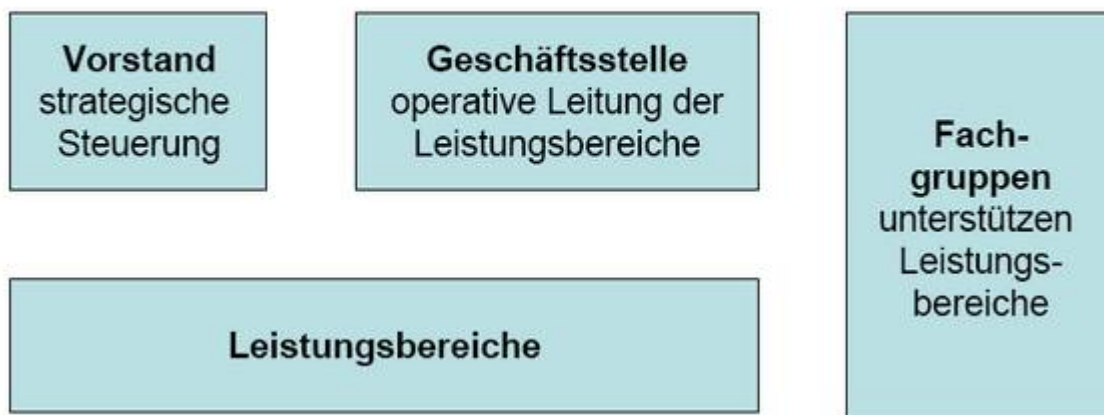 Vorstand
strategische
Steuerung
Geschäftsstelle
operative Leitung der
Leistungsbereiche
Fach-
gruppen
unterstützen
Leistungs-
bereiche
Leistungsbereiche